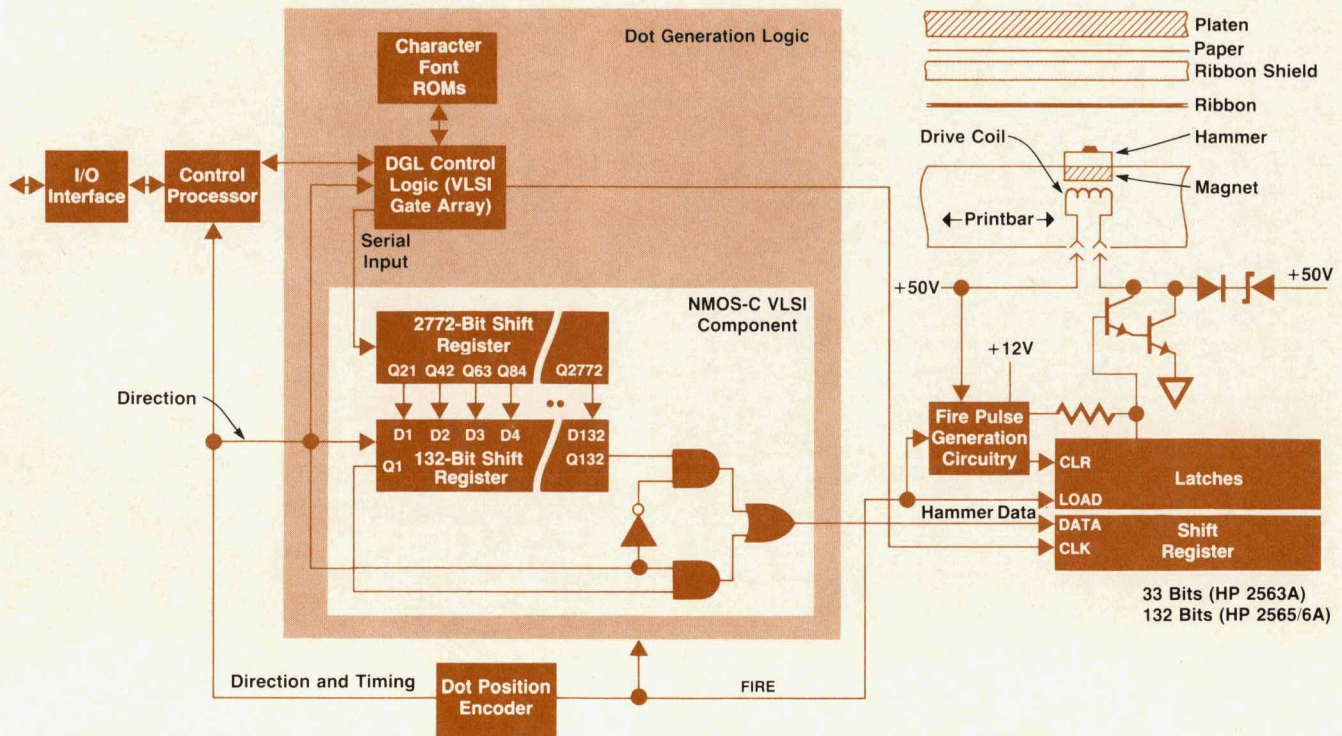 Dot Generation Logic
Character
Font
ROMs
DGL Control
Logic (VLSI
Gate Array)
I/O
Interface
Control
Processor
Serial
Input
NMOS-C VLSI
Component
2772-Bit Shift
Register
Q21 Q42 Q63 Q84 Q2772
D1 D2 D3 D4 D132
Q1 132-Bit Shift Q132
Register
Direction
Direction and Timing
Dot Position
Encoder
FIRE
Platen
Paper
Ribbon Shield
Ribbon
Drive Coil
Hammer
Magnet
Printbar
+50V
+50V
+12V
Fire Pulse
Generation
Circuitry
CLR
Latches
LOAD
Hammer Data
DATA
Shift
Register
CLK
33 Bits (HP 2563A)
132 Bits (HP 2565/6A)